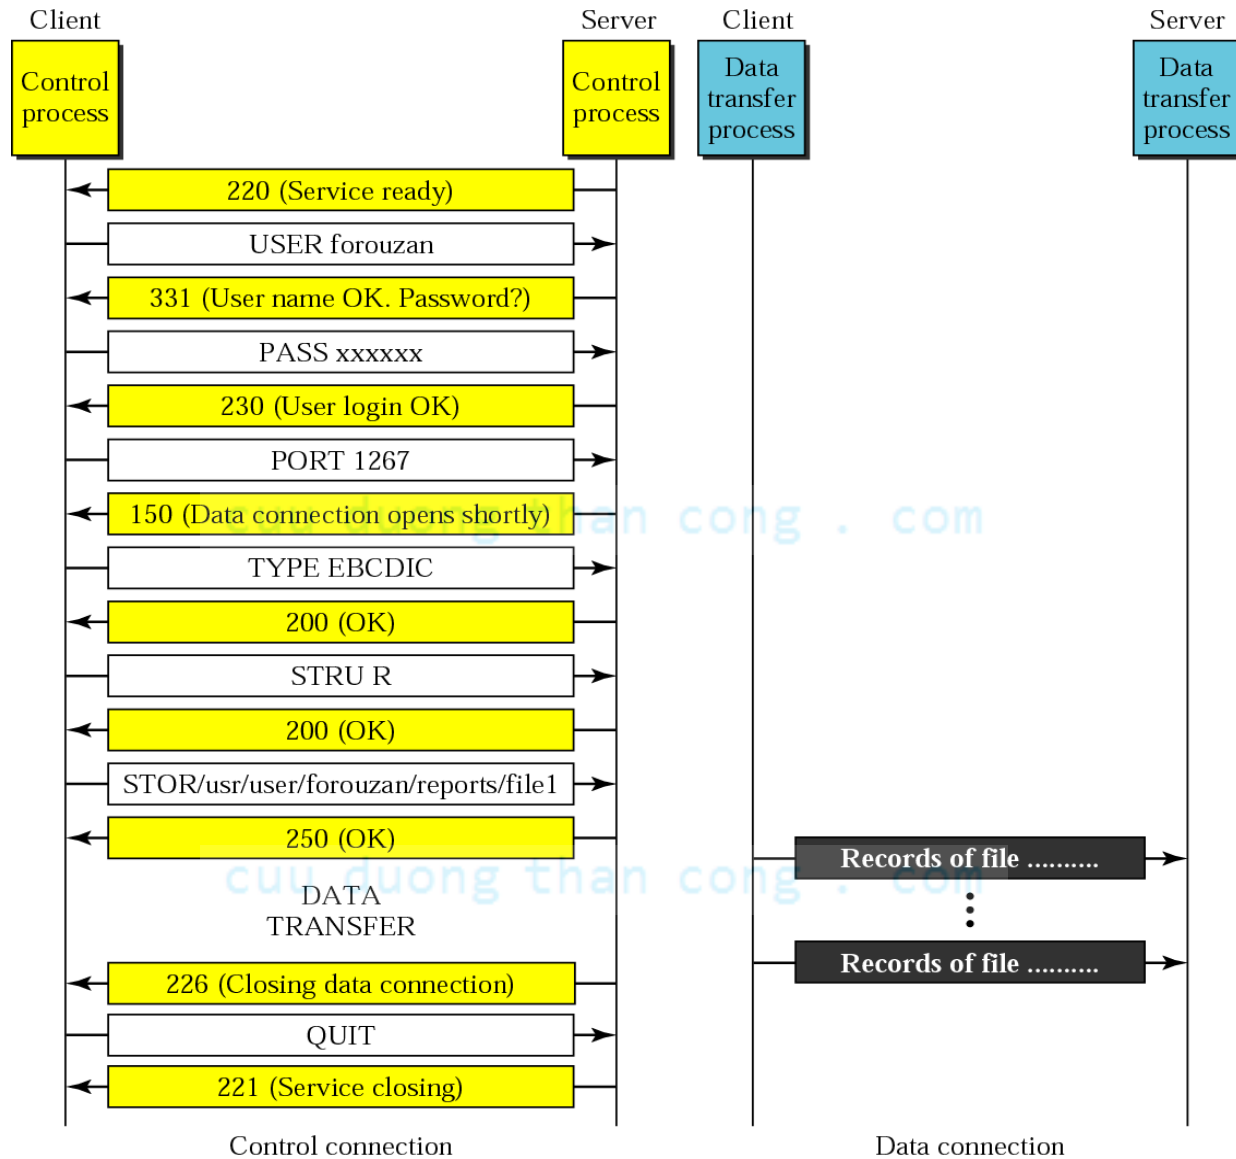 Client
Server
Client
Server
Control
process
Control
process
Data
transfer
process
Data
transfer
process
220 (Service ready)
USER forouzan
331 (User name OK. Password?)
PASS xxxxxx
230 (User login OK)
PORT 1267
150 (Data connection opens shortly)
cuu duong than cong . com
TYPE EBCDIC
200 (OK)
STRU R
200 (OK)
STOR/usr/user/forouzan/reports/file1
250 (OK)
Records of file ..........
cuu duong than cong . com
DATA
TRANSFER
Records of file ..........
226 (Closing data connection)
QUIT
221 (Service closing)
Control connection
Data connection